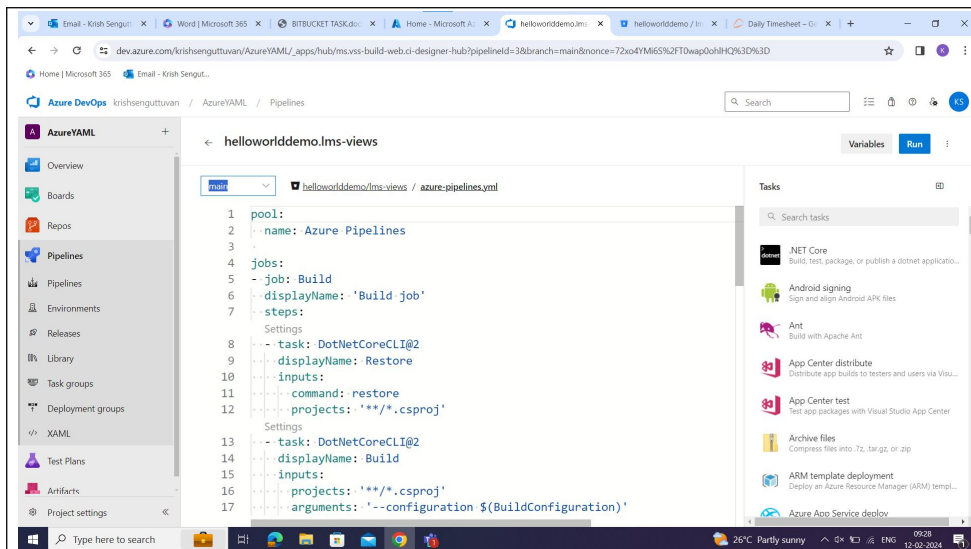 Email - Krish Sengutt
Word | Microsoft 365
BITBUCKET TASK.doc
Home - Microsoft Az
helloworlddemo.lms-
helloworlddemo / lm
Daily Timesheet – Go
dev.azure.com/krishsenguttuvan/AzureYAML/_apps/hub/ms.vss-build-web.ci-designer-hub?pipelineId=3&branch=main&nonce=72xo4YMi6S%2FT0wap0ohlHQ%3D%3D
K
Home | Microsoft 365
Email - Krish Sengut...
Azure DevOps krishsenguttuvan / AzureYAML / Pipelines
Search
KS
A AzureYAML +
helloworlddemo.lms-views
Variables
Run
Overview
Boards
Repos
Pipelines
Pipelines
Environments
Releases
Library
Task groups
Deployment groups
XAML
Test Plans
Artifacts
Project settings
main
helloworlddemo/lms-views / azure-pipelines.yml
1 pool:
2 name: Azure Pipelines
3
4 jobs:
5 - job: Build
6 displayName: 'Build job'
7 steps:
Settings
8 - task: DotNetCoreCLI@2
9 displayName: Restore
10 inputs:
11 command: restore
12 projects: '**/*.csproj'
Settings
13 - task: DotNetCoreCLI@2
14 displayName: Build
15 inputs:
16 projects: '**/*.csproj'
17 arguments: '--configuration $(BuildConfiguration)'
Tasks
Search tasks
dotnet
.NET Core
Build, test, package, or publish a dotnet applicatio...
Android signing
Sign and align Android APK files
Ant
Build with Apache Ant
App Center distribute
Distribute app builds to testers and users via Visu...
App Center test
Test app packages with Visual Studio App Center
Archive files
Compress files into .7z, .tar.gz, or .zip
ARM template deployment
Deploy an Azure Resource Manager (ARM) templ...
Azure App Service deploy
Type here to search
26°C Partly sunny
ENG
09:28
12-02-2024